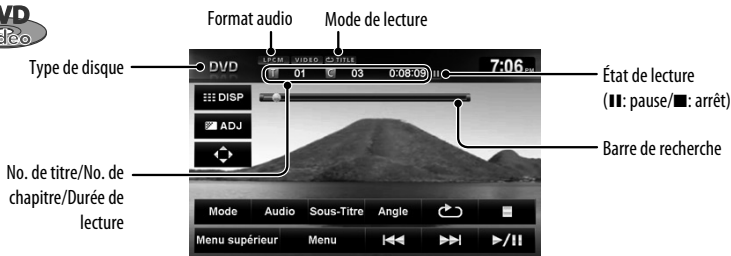 VD
Video
Format audio
Mode de lecture
Type de disque
DVD
LPCM VIDEO TITLE
T 01 C 03 0:08:09
7:06 PM
État de lecture
(II: pause/■: arrêt)
DISP
ADJ
Barre de recherche
No. de titre/No. de
chapitre/Durée de
lecture
Mode Audio Sous-Titre Angle
Menu supérieur Menu